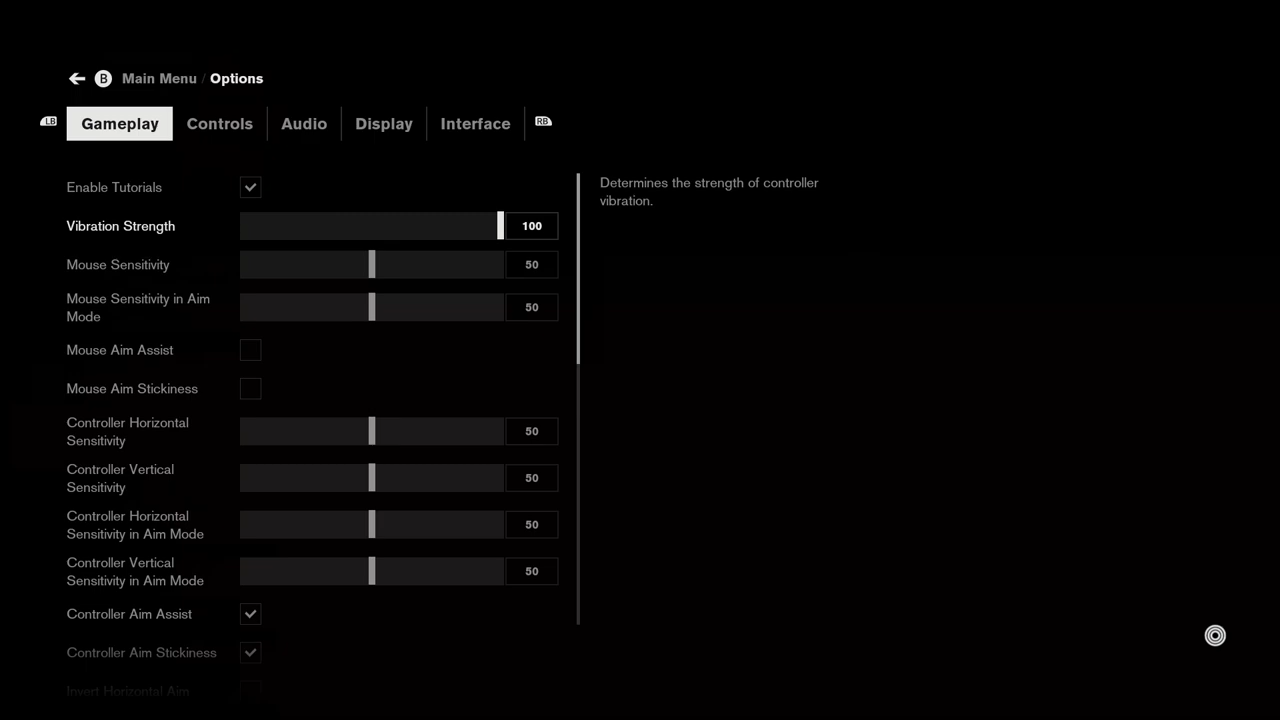 B Main Menu / Options
LB Gameplay Controls Audio Display Interface RB
Enable Tutorials
Determines the strength of controller
vibration.
Vibration Strength 100
Mouse Sensitivity 50
Mouse Sensitivity in Aim
Mode 50
Mouse Aim Assist
Mouse Aim Stickiness
Controller Horizontal
Sensitivity 50
Controller Vertical
Sensitivity 50
Controller Horizontal
Sensitivity in Aim Mode 50
Controller Vertical
Sensitivity in Aim Mode 50
Controller Aim Assist
Controller Aim Stickiness
Invert Horizontal Aim